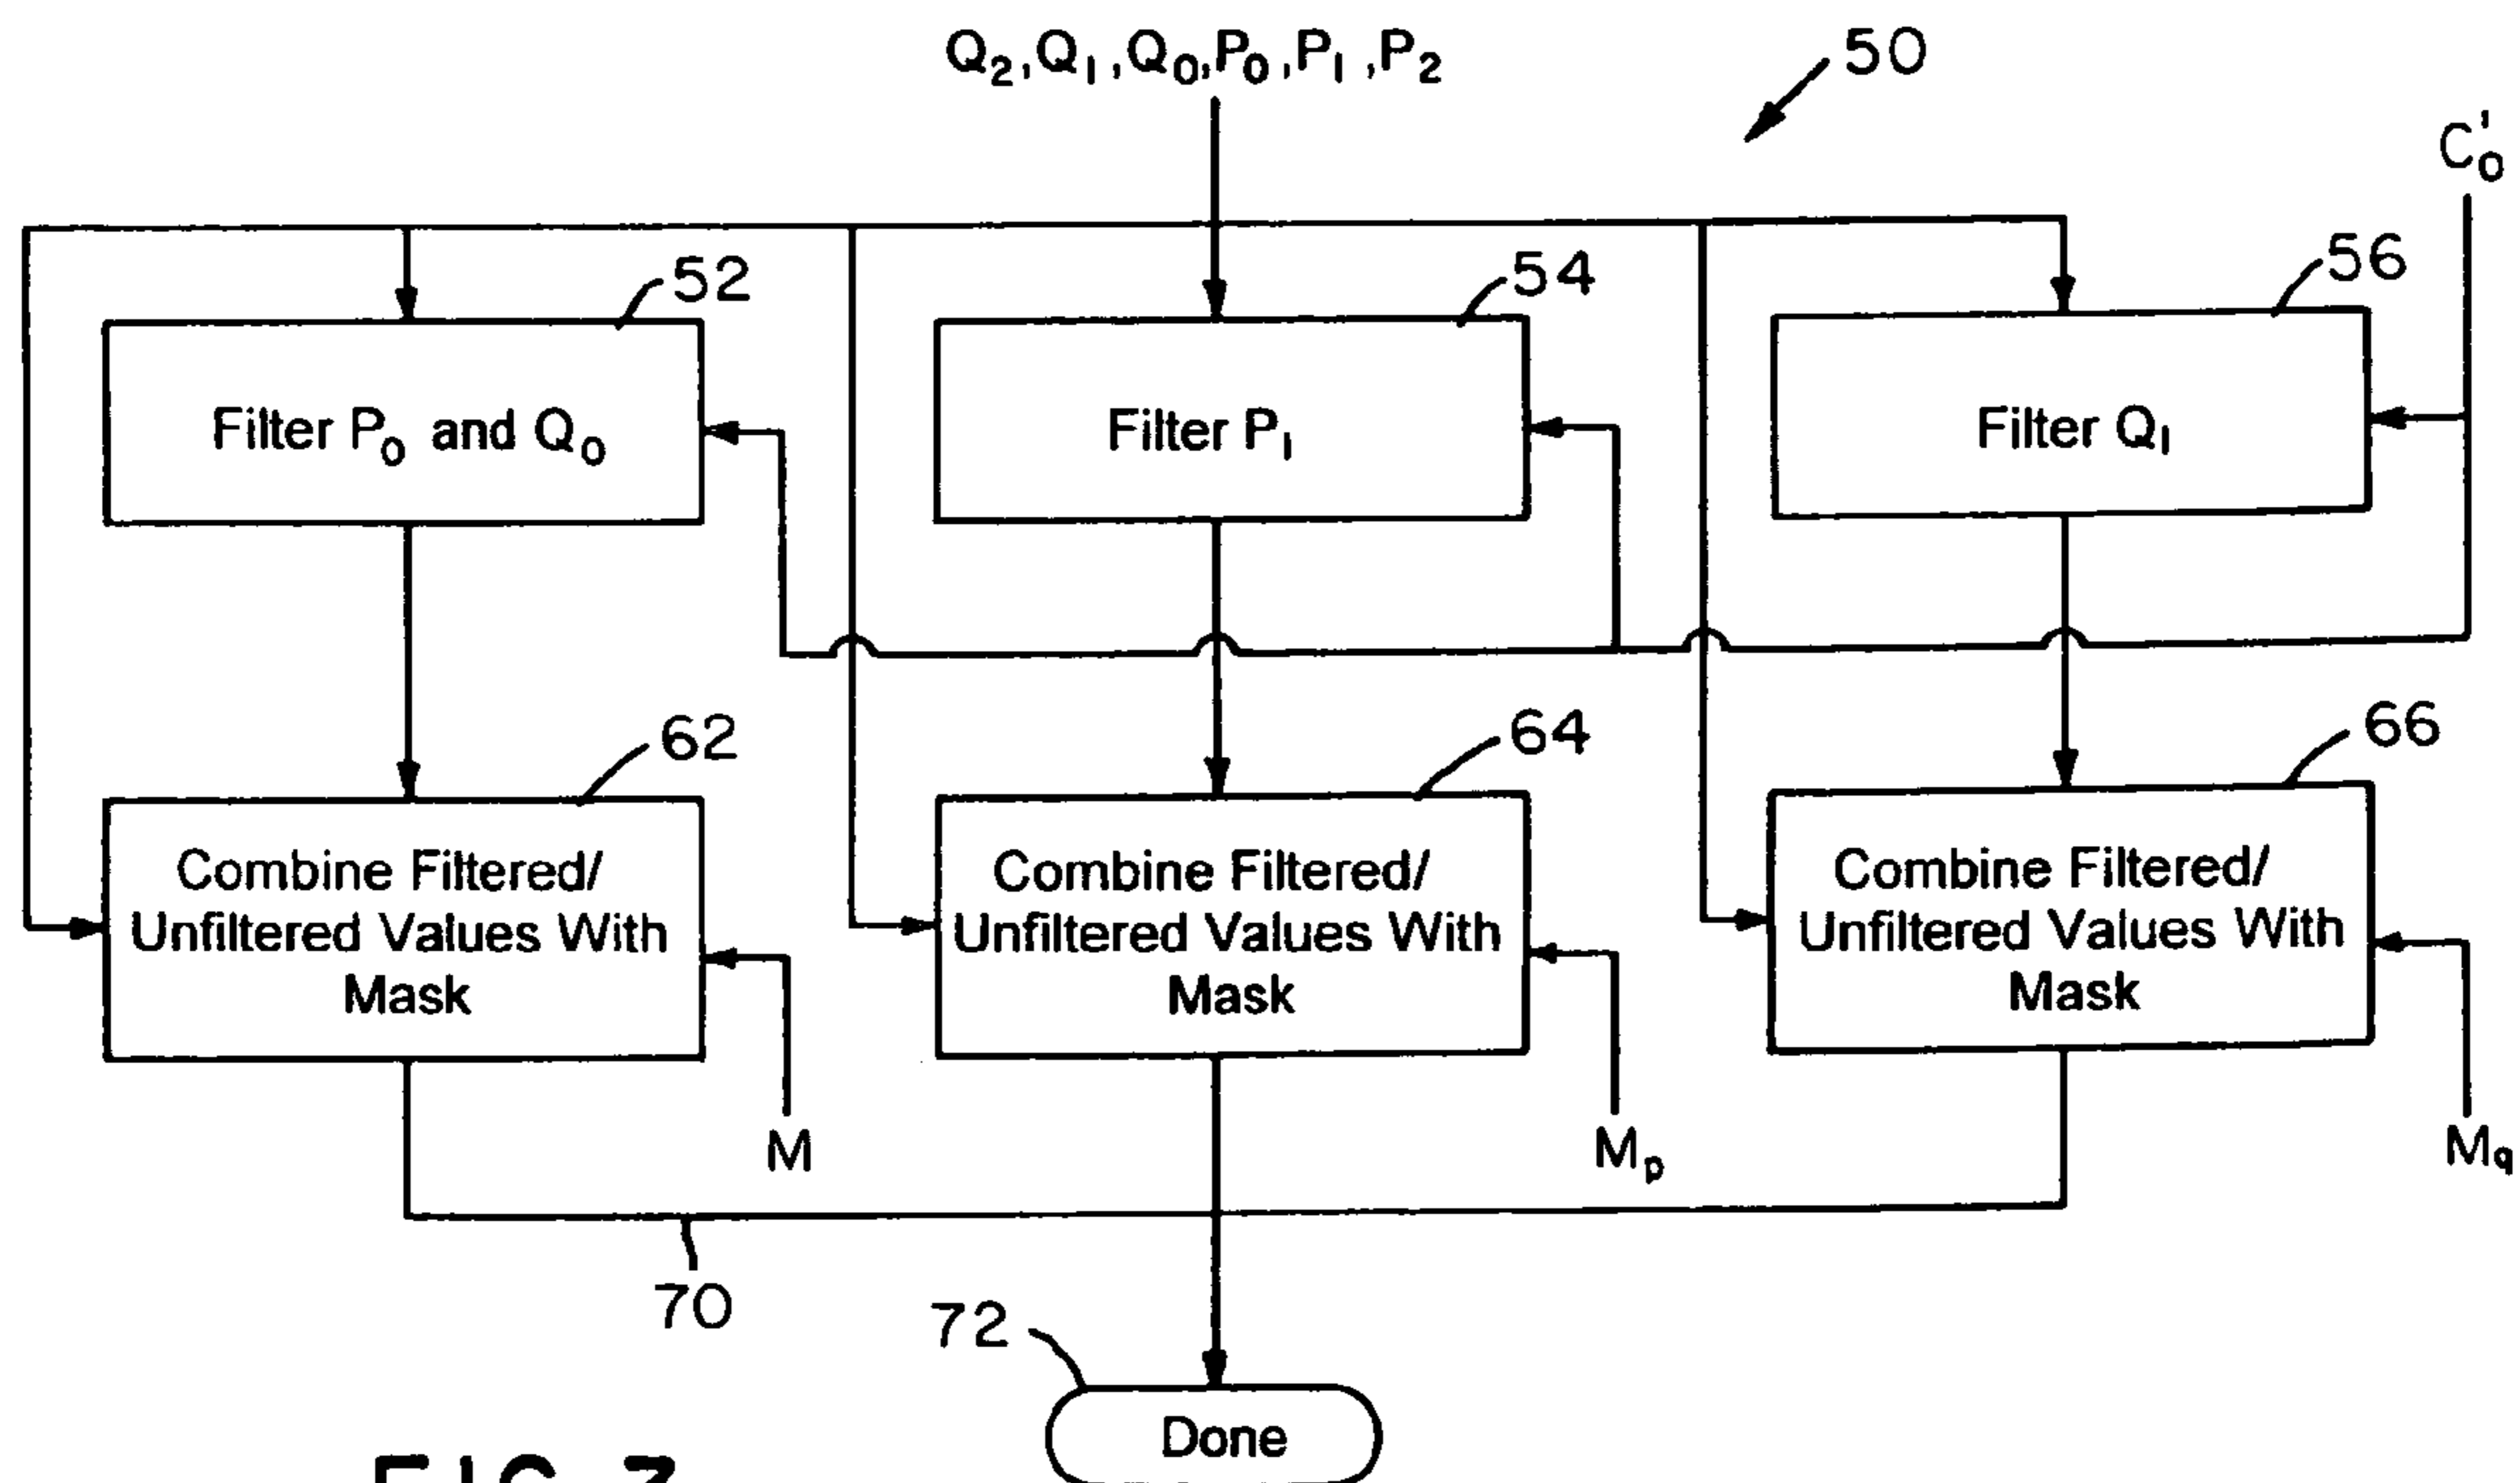 Q₂, Q₁, Q₀, P₀, P₁, P₂
50
C'₀
52
54
56
Filter P₀ and Q₀
Filter P₁
Filter Q₁
62
64
66
Combine Filtered/
Unfiltered Values With
Mask
Combine Filtered/
Unfiltered Values With
Mask
Combine Filtered/
Unfiltered Values With
Mask
M
Mₚ
M_q
70
72
Done